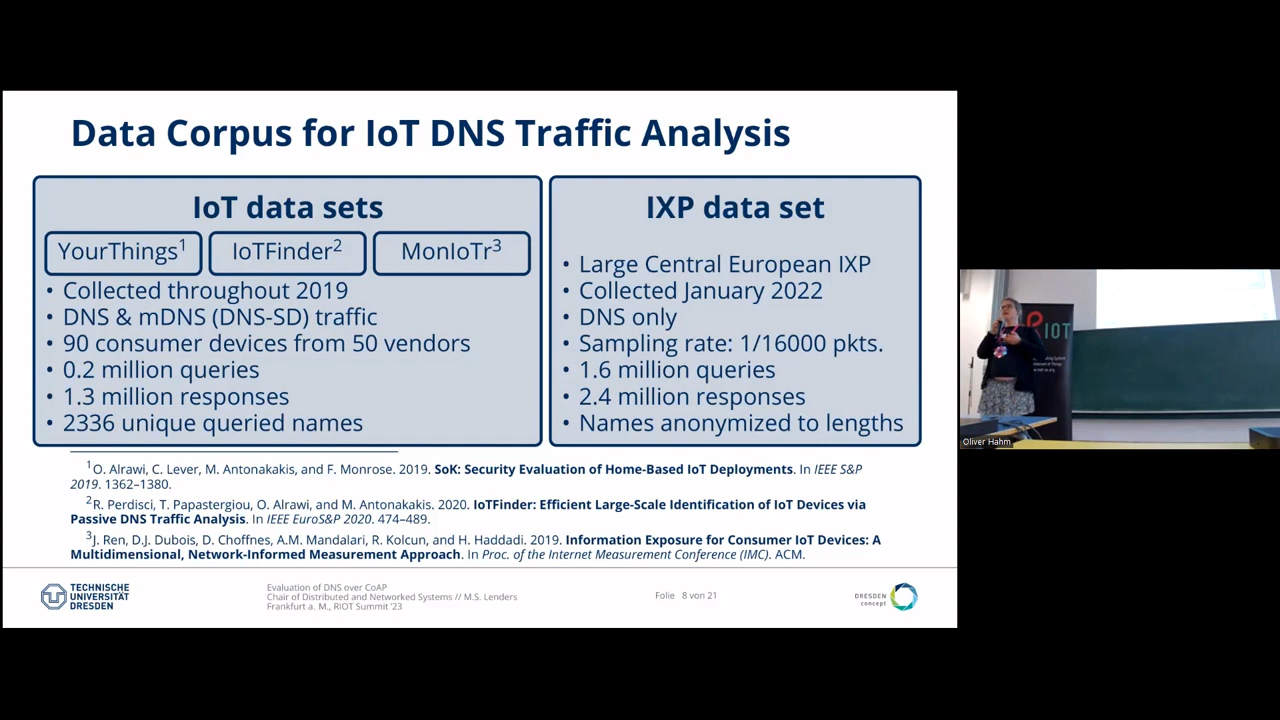 Data Corpus for IoT DNS Traffic Analysis
IoT data sets
YourThings1
IoTFinder2
MonIoTr3
• Collected throughout 2019
• DNS & mDNS (DNS-SD) traffic
• 90 consumer devices from 50 vendors
• 0.2 million queries
• 1.3 million responses
• 2336 unique queried names
IXP data set
• Large Central European IXP
• Collected January 2022
• DNS only
• Sampling rate: 1/16000 pkts.
• 1.6 million queries
• 2.4 million responses
• Names anonymized to lengths
1O. Alrawi, C. Lever, M. Antonakakis, and F. Monrose. 2019. SoK: Security Evaluation of Home-Based IoT Deployments. In IEEE S&P
2019. 1362–1380.
2R. Perdisci, T. Papastergiou, O. Alrawi, and M. Antonakakis. 2020. IoTFinder: Efficient Large-Scale Identification of IoT Devices via
Passive DNS Traffic Analysis. In IEEE EuroS&P 2020. 474–489.
3J. Ren, D.J. Dubois, D. Choffnes, A.M. Mandalari, R. Kolcun, and H. Haddadi. 2019. Information Exposure for Consumer IoT Devices: A
Multidimensional, Network-Informed Measurement Approach. In Proc. of the Internet Measurement Conference (IMC). ACM.
TECHNISCHE
UNIVERSITÄT
DRESDEN
Evaluation of DNS over CoAP
Chair of Distributed and Networked Systems // M.S. Lenders
Frankfurt a. M., RIOT Summit '23
Folie 8 von 21
DRESDEN
concept
IOT
Oliver Hahm